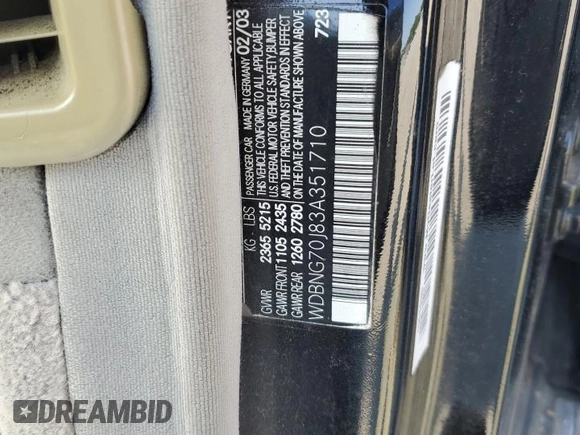 PASSENGER CAR MADE IN GERMANY 02/03
THIS VEHICLE CONFORMS TO ALL APPLICABLE
U.S. FEDERAL MOTOR VEHICLE SAFETY, BUMPER
AND THEFT PREVENTION STANDARDS IN EFFECT
ON THE DATE OF MANUFACTURE SHOWN ABOVE
723
KG - LBS
GVWR 2365 5215
GAWR FRONT 1105 2435
GAWR REAR 1260 2780
WDBNG70J83A351710
DREAMBID